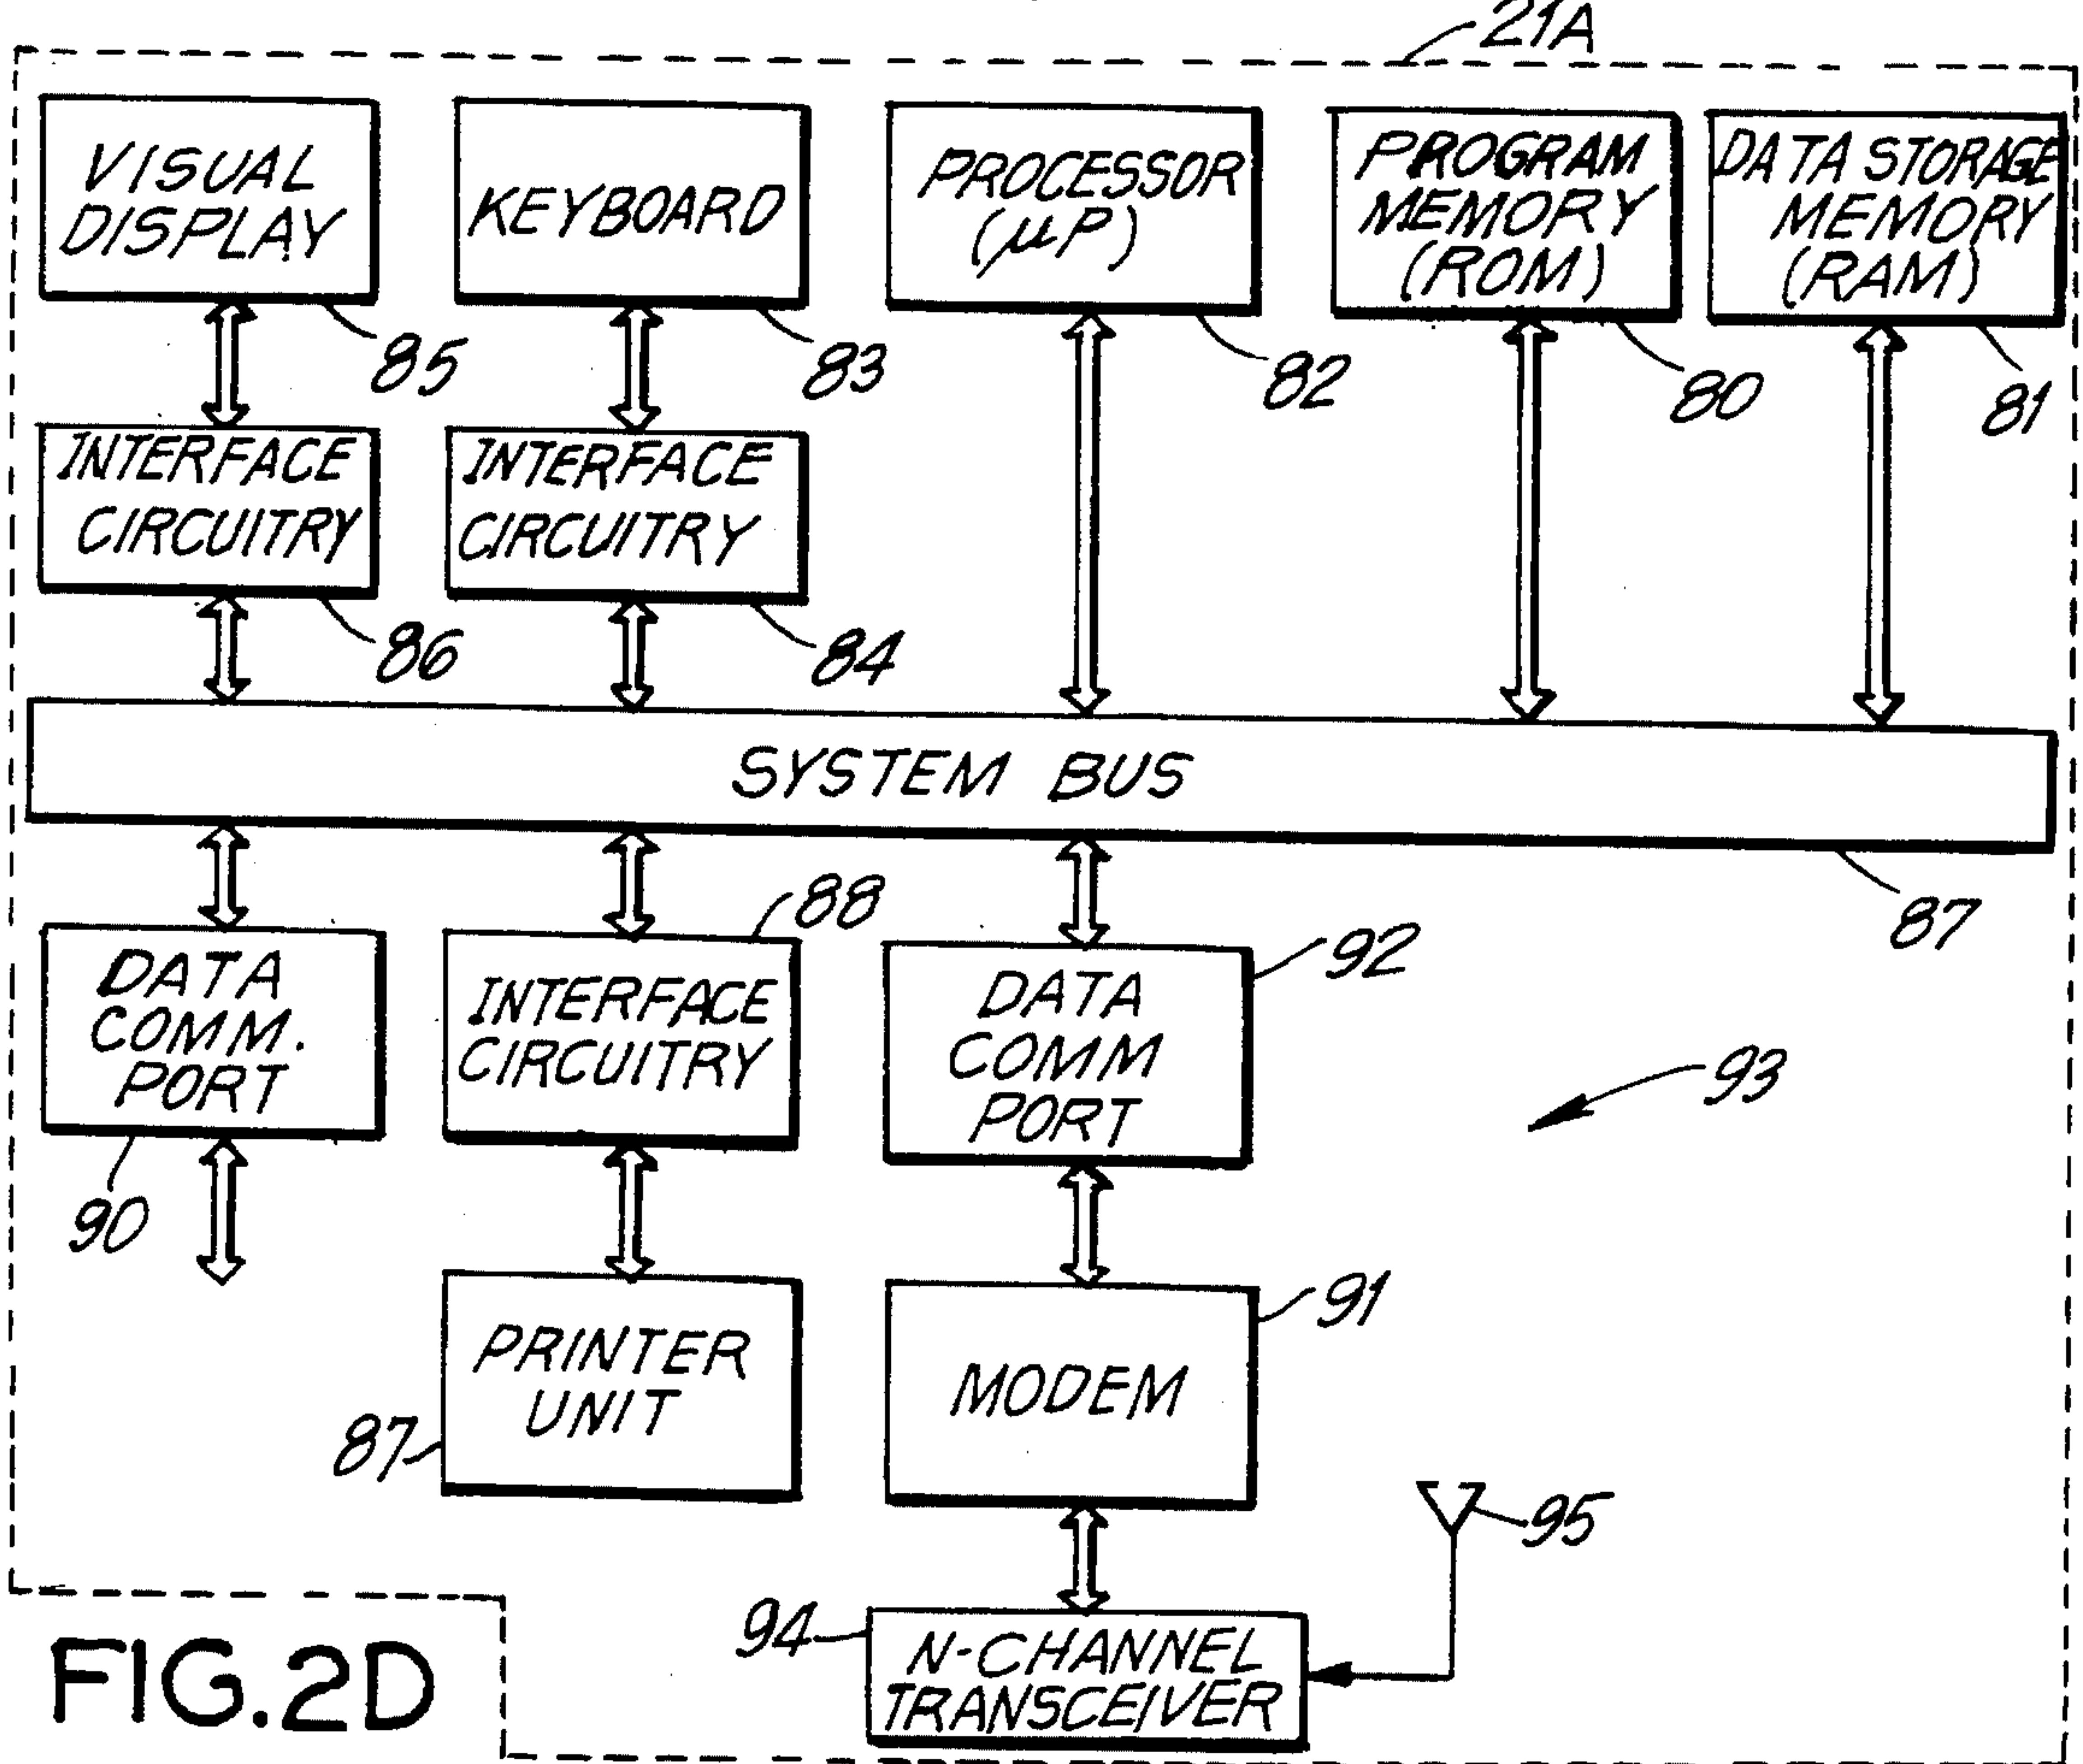 21A
VISUAL
DISPLAY
KEYBOARD
PROCESSOR
(μP)
PROGRAM
MEMORY
(ROM)
DATA STORAGE
MEMORY
(RAM)
85
83
82
80
81
INTERFACE
CIRCUITRY
INTERFACE
CIRCUITRY
86
84
SYSTEM BUS
87
DATA
COMM.
PORT
90
88
INTERFACE
CIRCUITRY
92
DATA
COMM
PORT
93
PRINTER
UNIT
87
91
MODEM
95
94
N-CHANNEL
TRANSCEIVER
FIG.2D